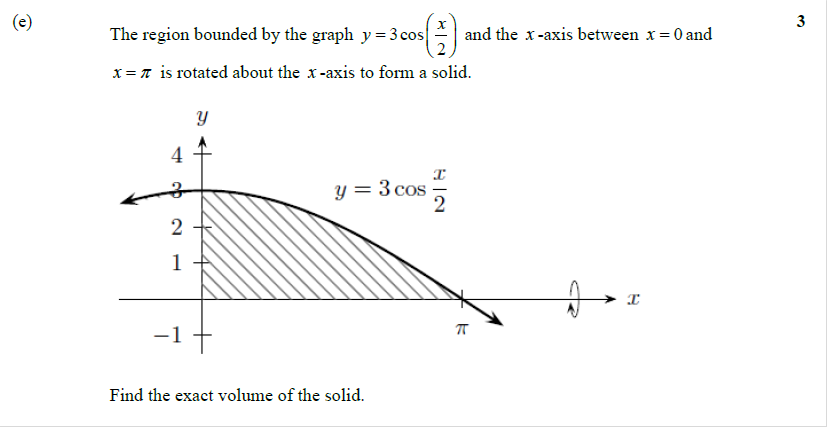 (e) The region bounded by the graph y = 3cos(x/2) and the x-axis between x = 0 and 3
x = π is rotated about the x-axis to form a solid.
y
4
3
y = 3 cos x/2
2
1
x
−1
π
Find the exact volume of the solid.